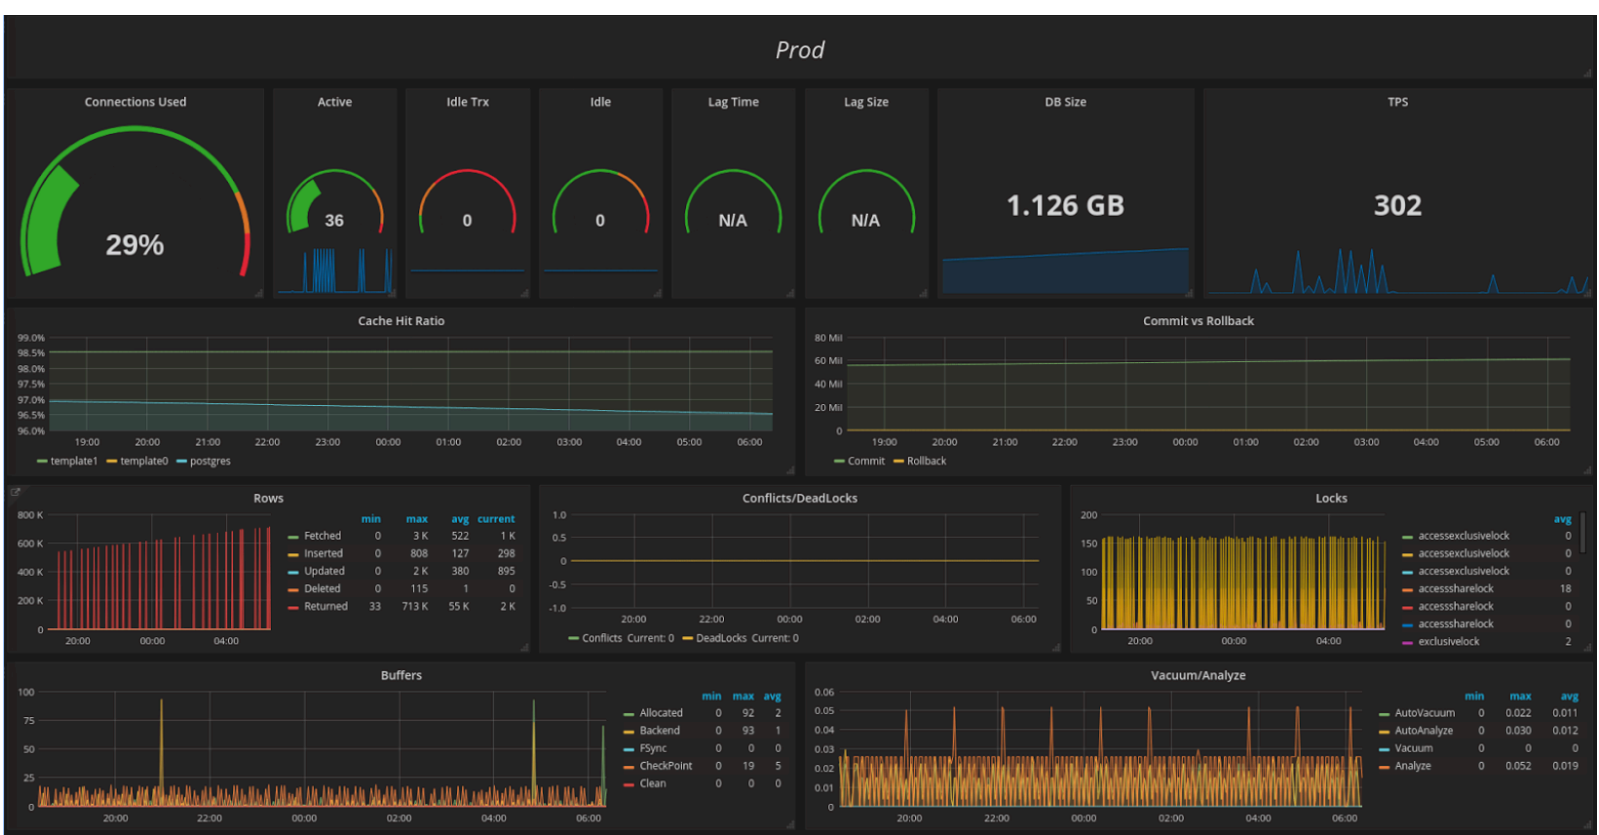 Prod
Connections Used
29%
Active
36
Idle Trx
0
Idle
0
Lag Time
N/A
Lag Size
N/A
DB Size
1.126 GB
TPS
302
Cache Hit Ratio
99.0%
98.5%
98.0%
97.5%
97.0%
96.5%
96.0%
19:00 20:00 21:00 22:00 23:00 00:00 01:00 02:00 03:00 04:00 05:00 06:00
template1 template0 postgres
Commit vs Rollback
80 Mil
60 Mil
40 Mil
20 Mil
0
19:00 20:00 21:00 22:00 23:00 00:00 01:00 02:00 03:00 04:00 05:00 06:00
Commit Rollback
Rows
800 K
600 K
400 K
200 K
0
20:00 00:00 04:00
min max avg current
Fetched 0 3 K 522 1 K
Inserted 0 808 127 298
Updated 0 2 K 380 895
Deleted 0 115 1 0
Returned 33 713 K 55 K 2 K
Conflicts/DeadLocks
1.0
0.5
0
-0.5
-1.0
20:00 22:00 00:00 02:00 04:00 06:00
Conflicts Current: 0 DeadLocks Current: 0
Locks
200
150
100
50
0
20:00 00:00 04:00
avg
accessexclusivelock 0
accessexclusivelock 0
accessexclusivelock 0
accesssharelock 18
accesssharelock 0
accesssharelock 0
exclusivelock 2
Buffers
100
75
50
25
0
20:00 22:00 00:00 02:00 04:00 06:00
min max avg
Allocated 0 92 2
Backend 0 93 1
FSync 0 0 0
CheckPoint 0 19 5
Clean 0 0 0
Vacuum/Analyze
0.06
0.05
0.04
0.03
0.02
0.01
0
20:00 22:00 00:00 02:00 04:00 06:00
min max avg
AutoVacuum 0 0.022 0.011
AutoAnalyze 0 0.030 0.012
Vacuum 0 0 0
Analyze 0 0.052 0.019